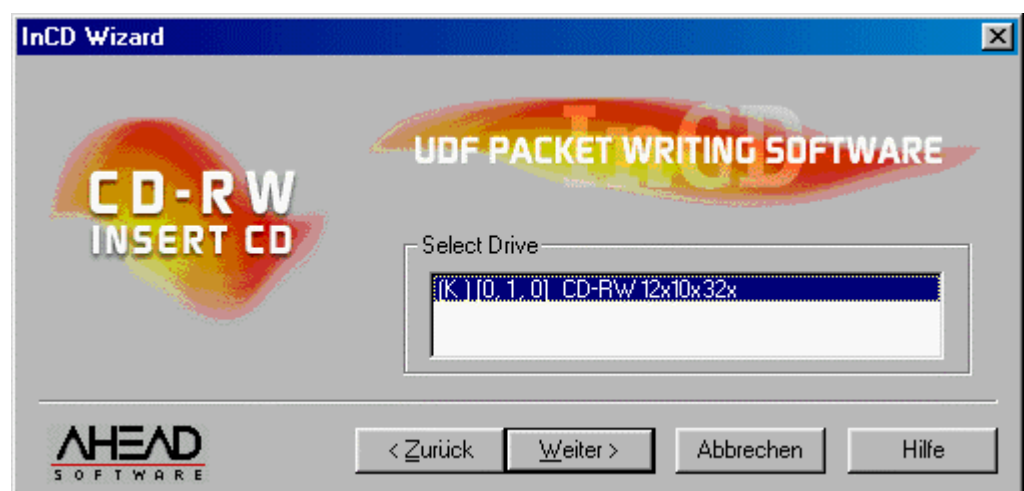 InCD Wizard
CD-RW
INSERT CD
InCD
UDF PACKET WRITING SOFTWARE
Select Drive
(K ) [0, 1, 0] CD-RW 12x10x32x
AHEAD
SOFTWARE
< Zurück
Weiter >
Abbrechen
Hilfe